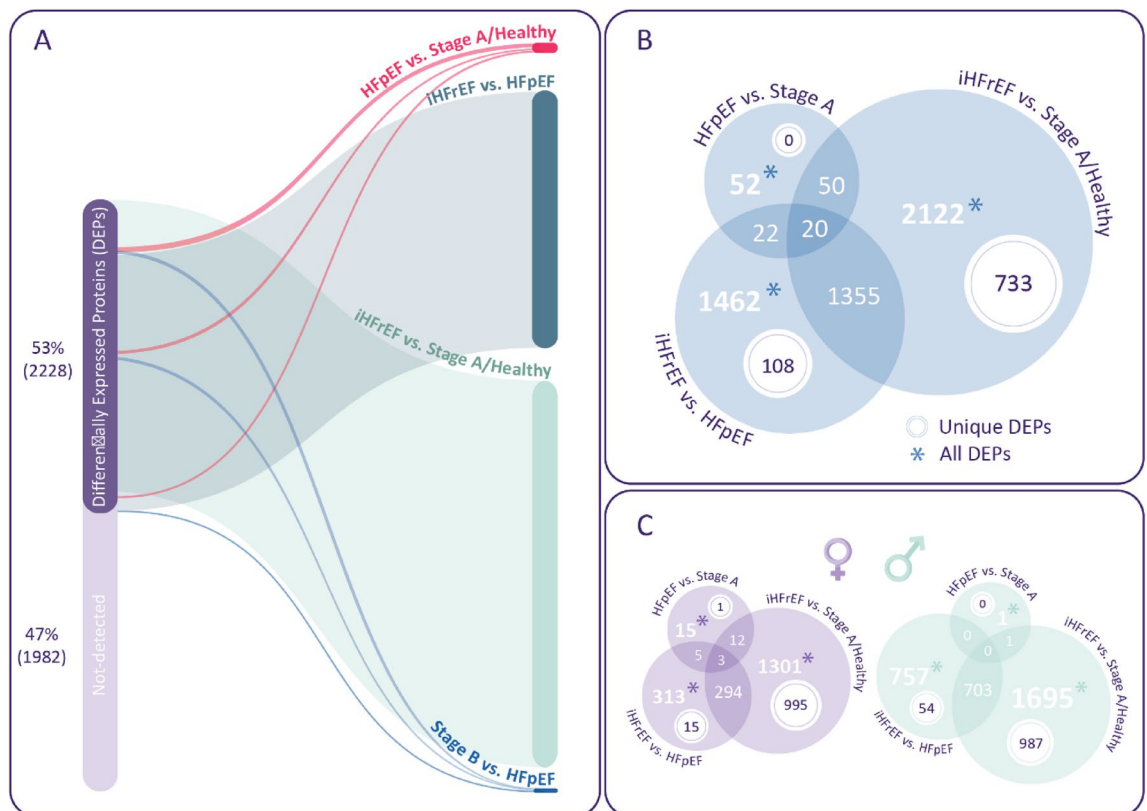 A
HFpEF vs. Stage A/Healthy
iHFrEF vs. HFpEF
iHFrEF vs. Stage A/Healthy
Stage B vs. HFpEF
Differen▯ally Expressed Proteins (DEPs)
53%
(2228)
Not-detected
47%
(1982)
B
HFpEF vs. Stage A
iHFrEF vs. Stage A/Healthy
iHFrEF vs. HFpEF
0
52*
50
2122*
22
20
1462*
1355
733
108
Unique DEPs
* All DEPs
C
♀ ♂
HFpEF vs. Stage A
iHFrEF vs. Stage A/Healthy
iHFrEF vs. HFpEF
1
15*
12
5
3
1301*
313*
294
995
15
HFpEF vs. Stage A
iHFrEF vs. Stage A/Healthy
iHFrEF vs. HFpEF
0
1*
0
1
0
757*
703
1695*
54
987